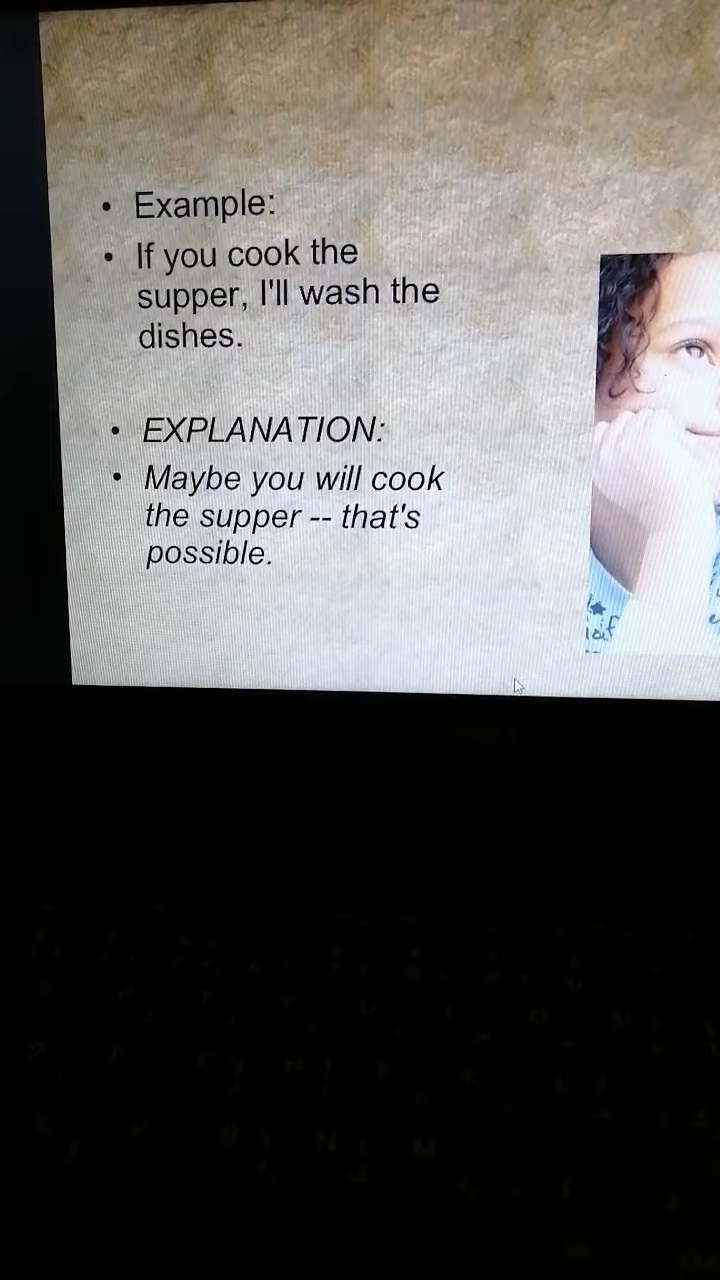 • Example:
• If you cook the
supper, I'll wash the
dishes.
• EXPLANATION:
• Maybe you will cook
the supper -- that's
possible.